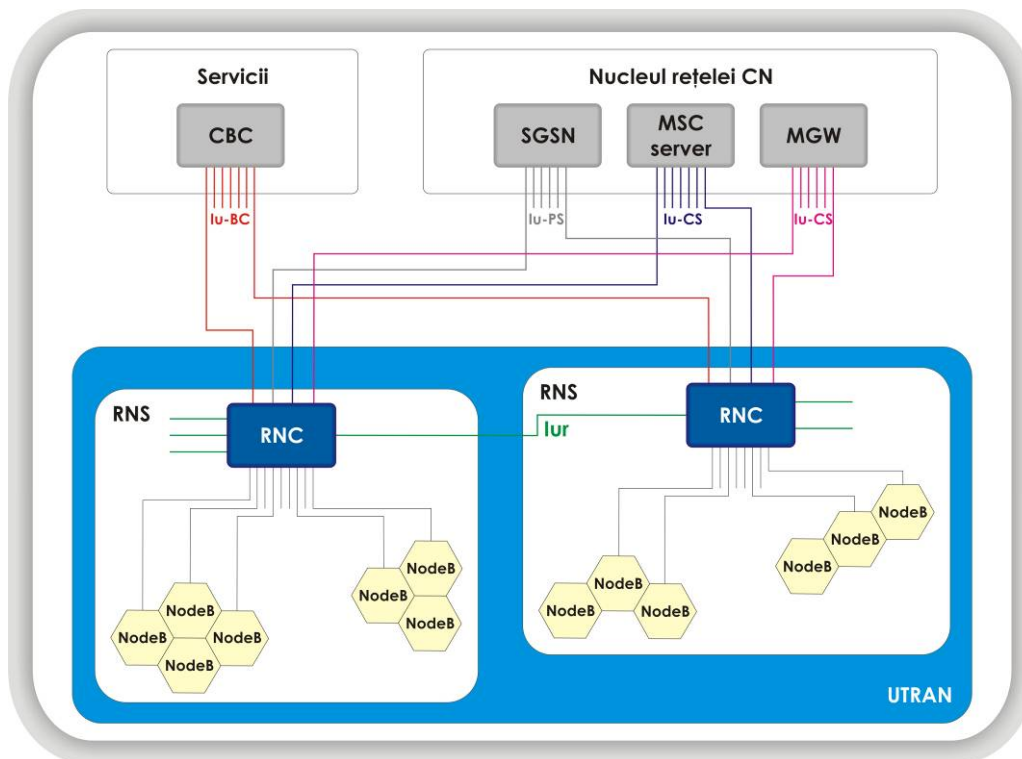 Servicii
Nucleul rețelei CN
CBC
SGSN
MSC
server
MGW
Iu-BC
Iu-PS
Iu-CS
Iu-CS
RNS
RNC
Iur
RNS
RNC
NodeB
NodeB
NodeB
NodeB
NodeB
NodeB
NodeB
NodeB
NodeB
NodeB
NodeB
NodeB
NodeB
UTRAN